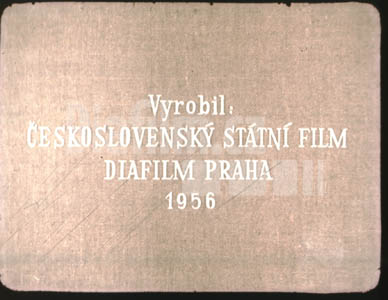 Vyrobil:
ČESKOSLOVENSKÝ STÁTNÍ FILM
DIAFILM PRAHA
1956